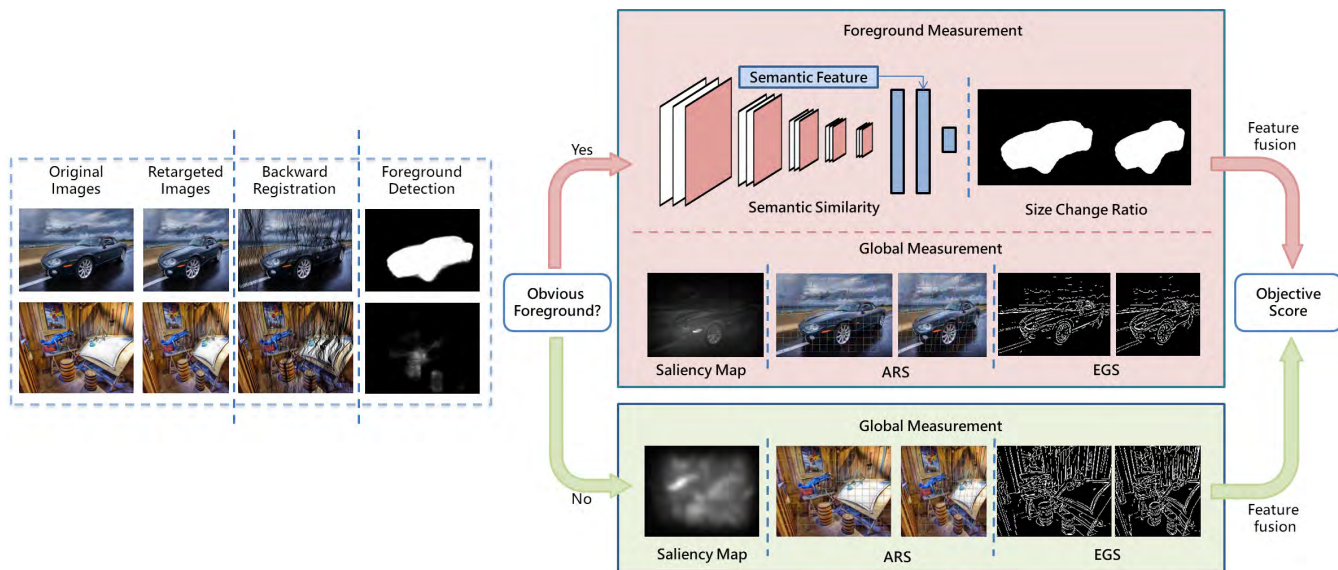 Original
Images
Retargeted
Images
Backward
Registration
Foreground
Detection
Obvious
Foreground?
Yes
No
Foreground Measurement
Semantic Feature
Semantic Similarity
Size Change Ratio
Global Measurement
Saliency Map
ARS
EGS
Global Measurement
Saliency Map
ARS
EGS
Feature
fusion
Objective
Score
Feature
fusion